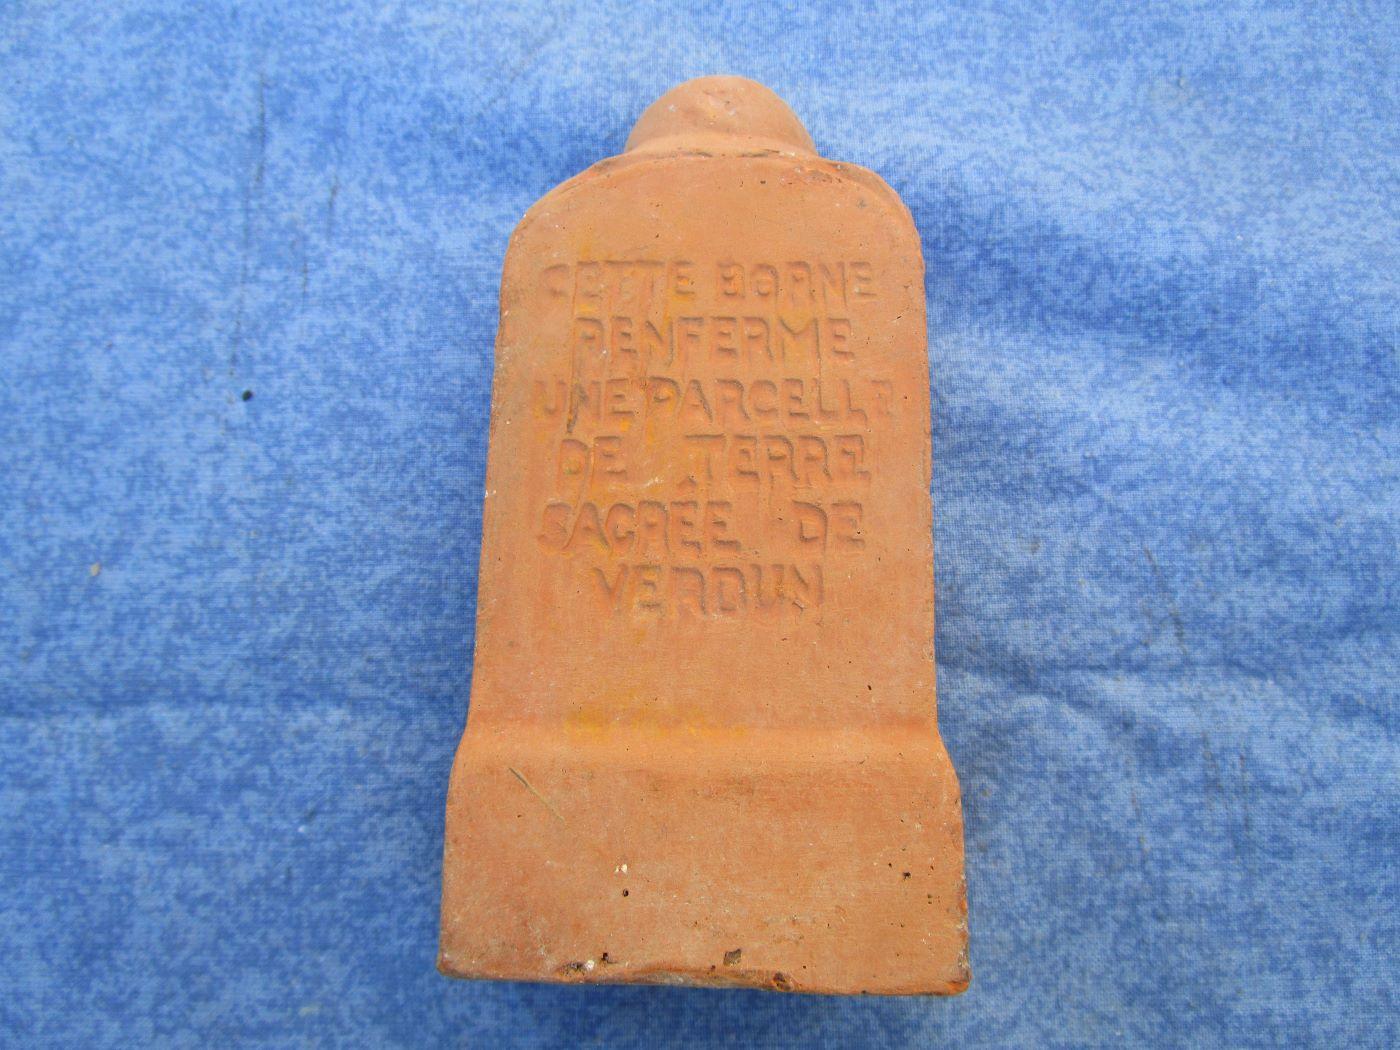 CETTE BORNE
RENFERME
UNE PARCELLE
DE TERRE
SACRÉE DE
VERDUN